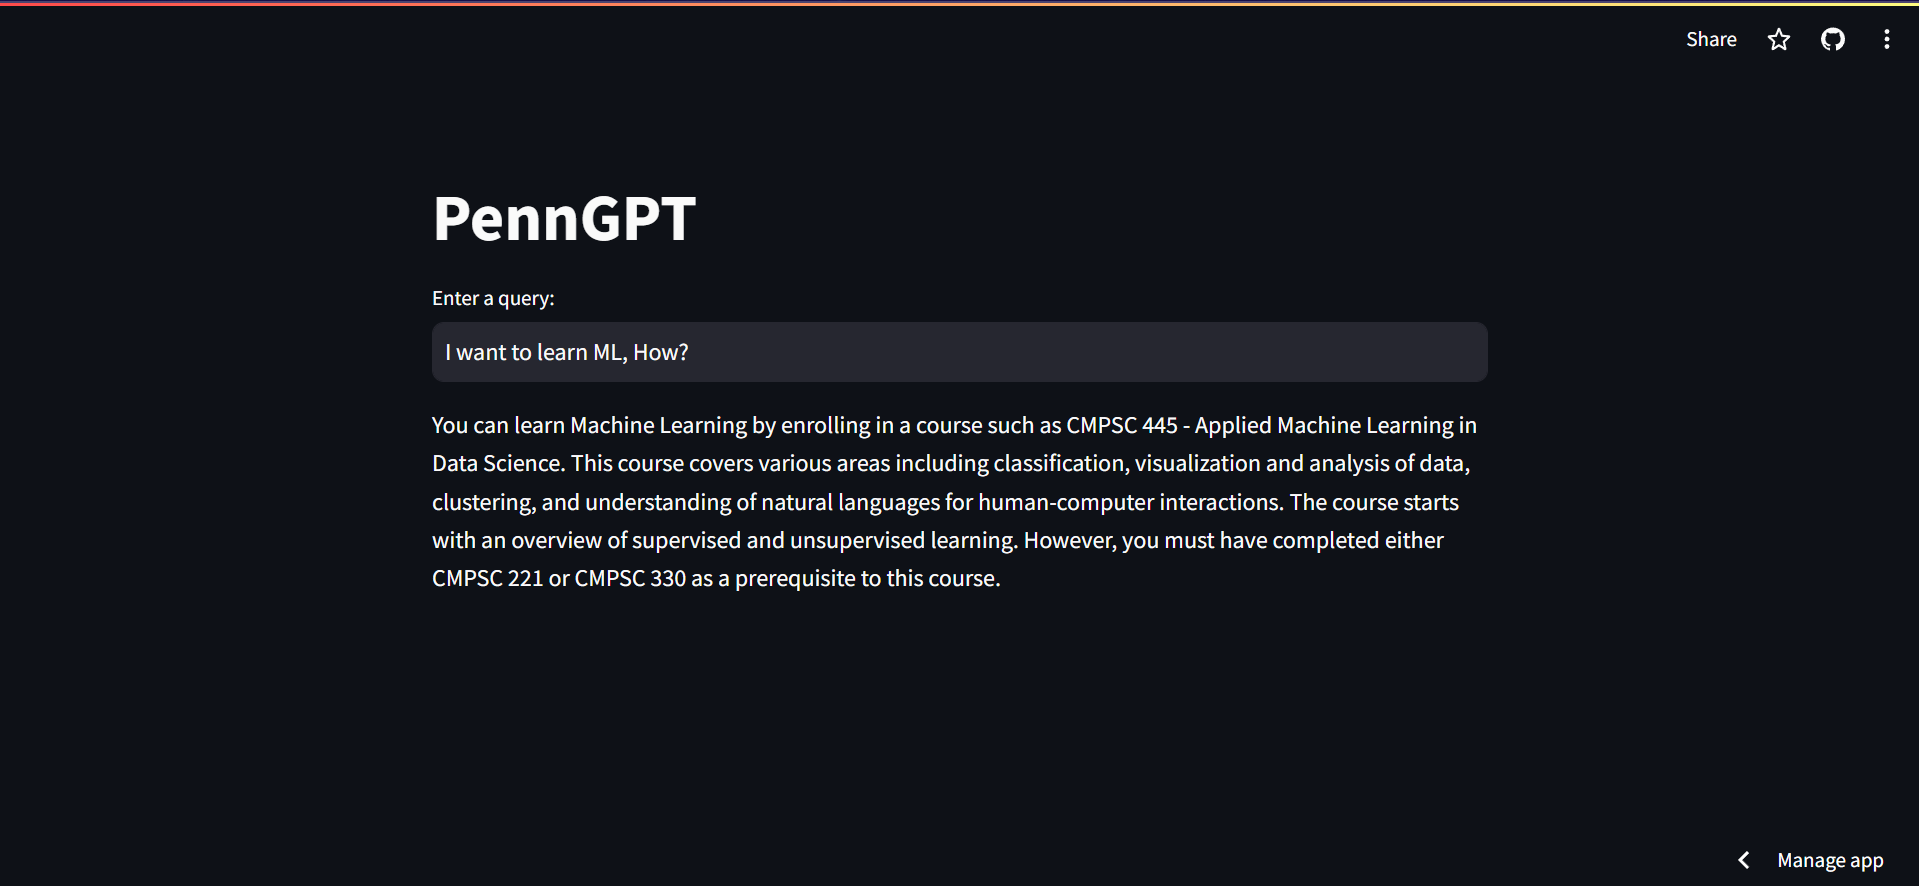 Share
PennGPT
Enter a query:
I want to learn ML, How?
You can learn Machine Learning by enrolling in a course such as CMPSC 445 - Applied Machine Learning in
Data Science. This course covers various areas including classification, visualization and analysis of data,
clustering, and understanding of natural languages for human-computer interactions. The course starts
with an overview of supervised and unsupervised learning. However, you must have completed either
CMPSC 221 or CMPSC 330 as a prerequisite to this course.
Manage app